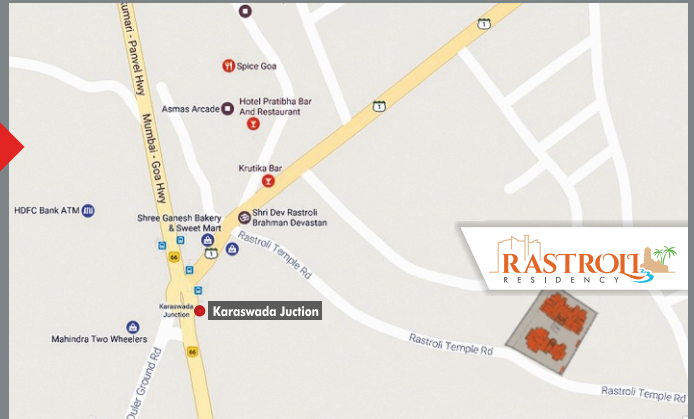 Kumari - Panvel Hwy
Mumbai - Goa Hwy
1
Spice Goa
Asmas Arcade
Hotel Pratibha Bar
And Restaurant
1
Krutika Bar
HDFC Bank ATM
Shree Ganesh Bakery
& Sweet Mart
Shri Dev Rastroli
Brahman Devastan
Rastroli Temple Rd
66
1
RASTROLI
RESIDENCY
Karaswada
Junction
Karaswada Juction
Mahindra Two Wheelers
66
Rastroli Temple Rd
Duler Ground Rd
Rastroli Temple Rd